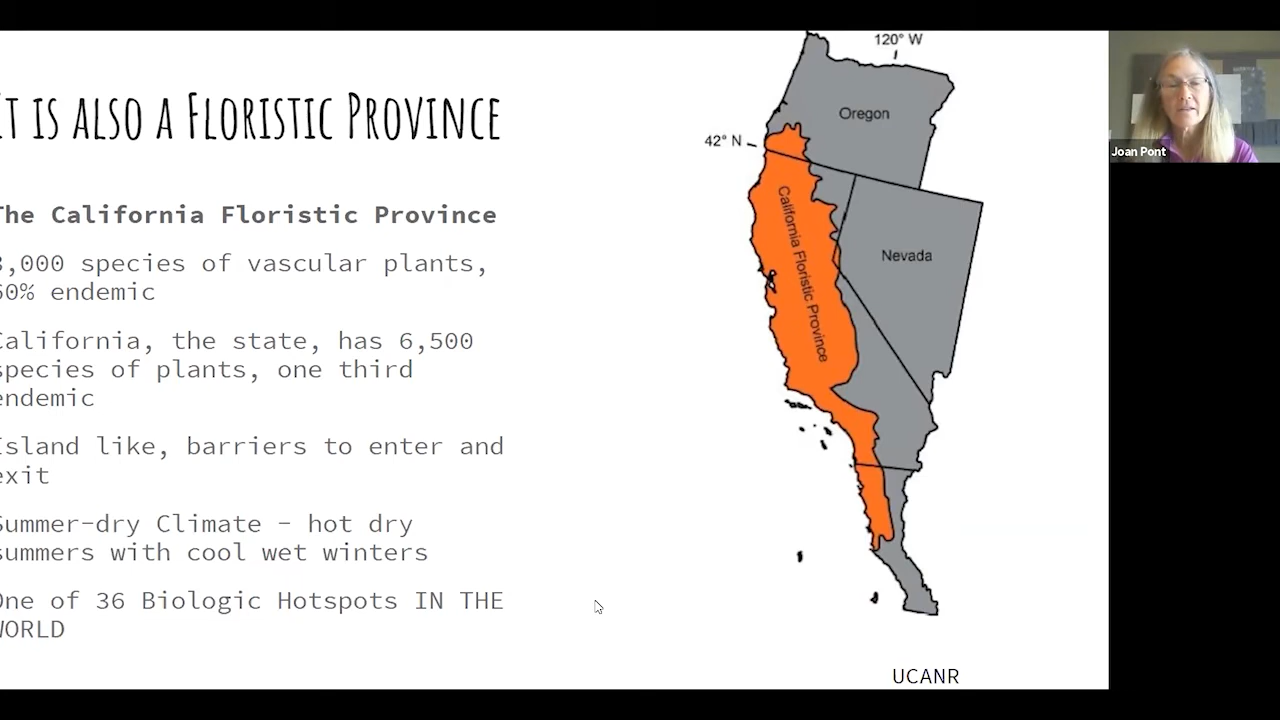 IT IS ALSO A FLORISTIC PROVINCE
The California Floristic Province
,000 species of vascular plants,
60% endemic
California, the state, has 6,500
species of plants, one third
endemic
Island like, barriers to enter and
exit
Summer-dry Climate - hot dry
summers with cool wet winters
One of 36 Biologic Hotspots IN THE
WORLD
120° W
Oregon
42° N
California Floristic Province
Nevada
UCANR
Joan Pont